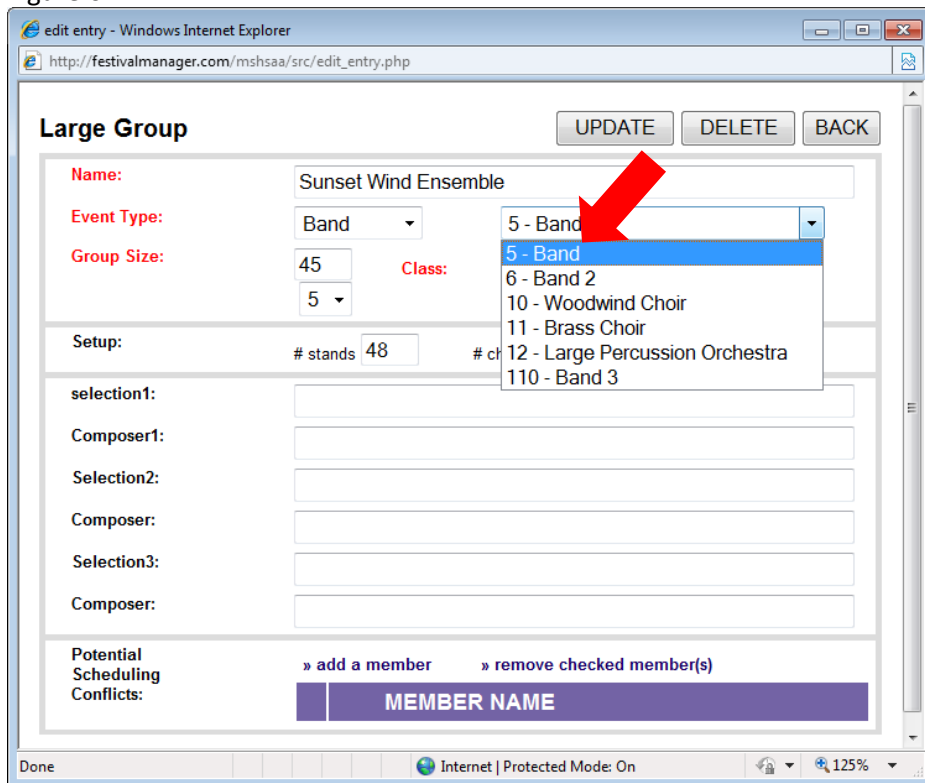 edit entry - Windows Internet Explorer
http://festivalmanager.com/mshsaa/src/edit_entry.php
Large Group
UPDATE DELETE BACK
Name: Sunset Wind Ensemble
Event Type: Band 5 - Band
Group Size: 45 Class:
5
5 - Band
6 - Band 2
10 - Woodwind Choir
11 - Brass Choir
12 - Large Percussion Orchestra
110 - Band 3
Setup: # stands 48 # ch
selection1:
Composer1:
Selection2:
Composer:
Selection3:
Composer:
Potential
Scheduling
Conflicts:
» add a member » remove checked member(s)
MEMBER NAME
Done Internet | Protected Mode: On 125%